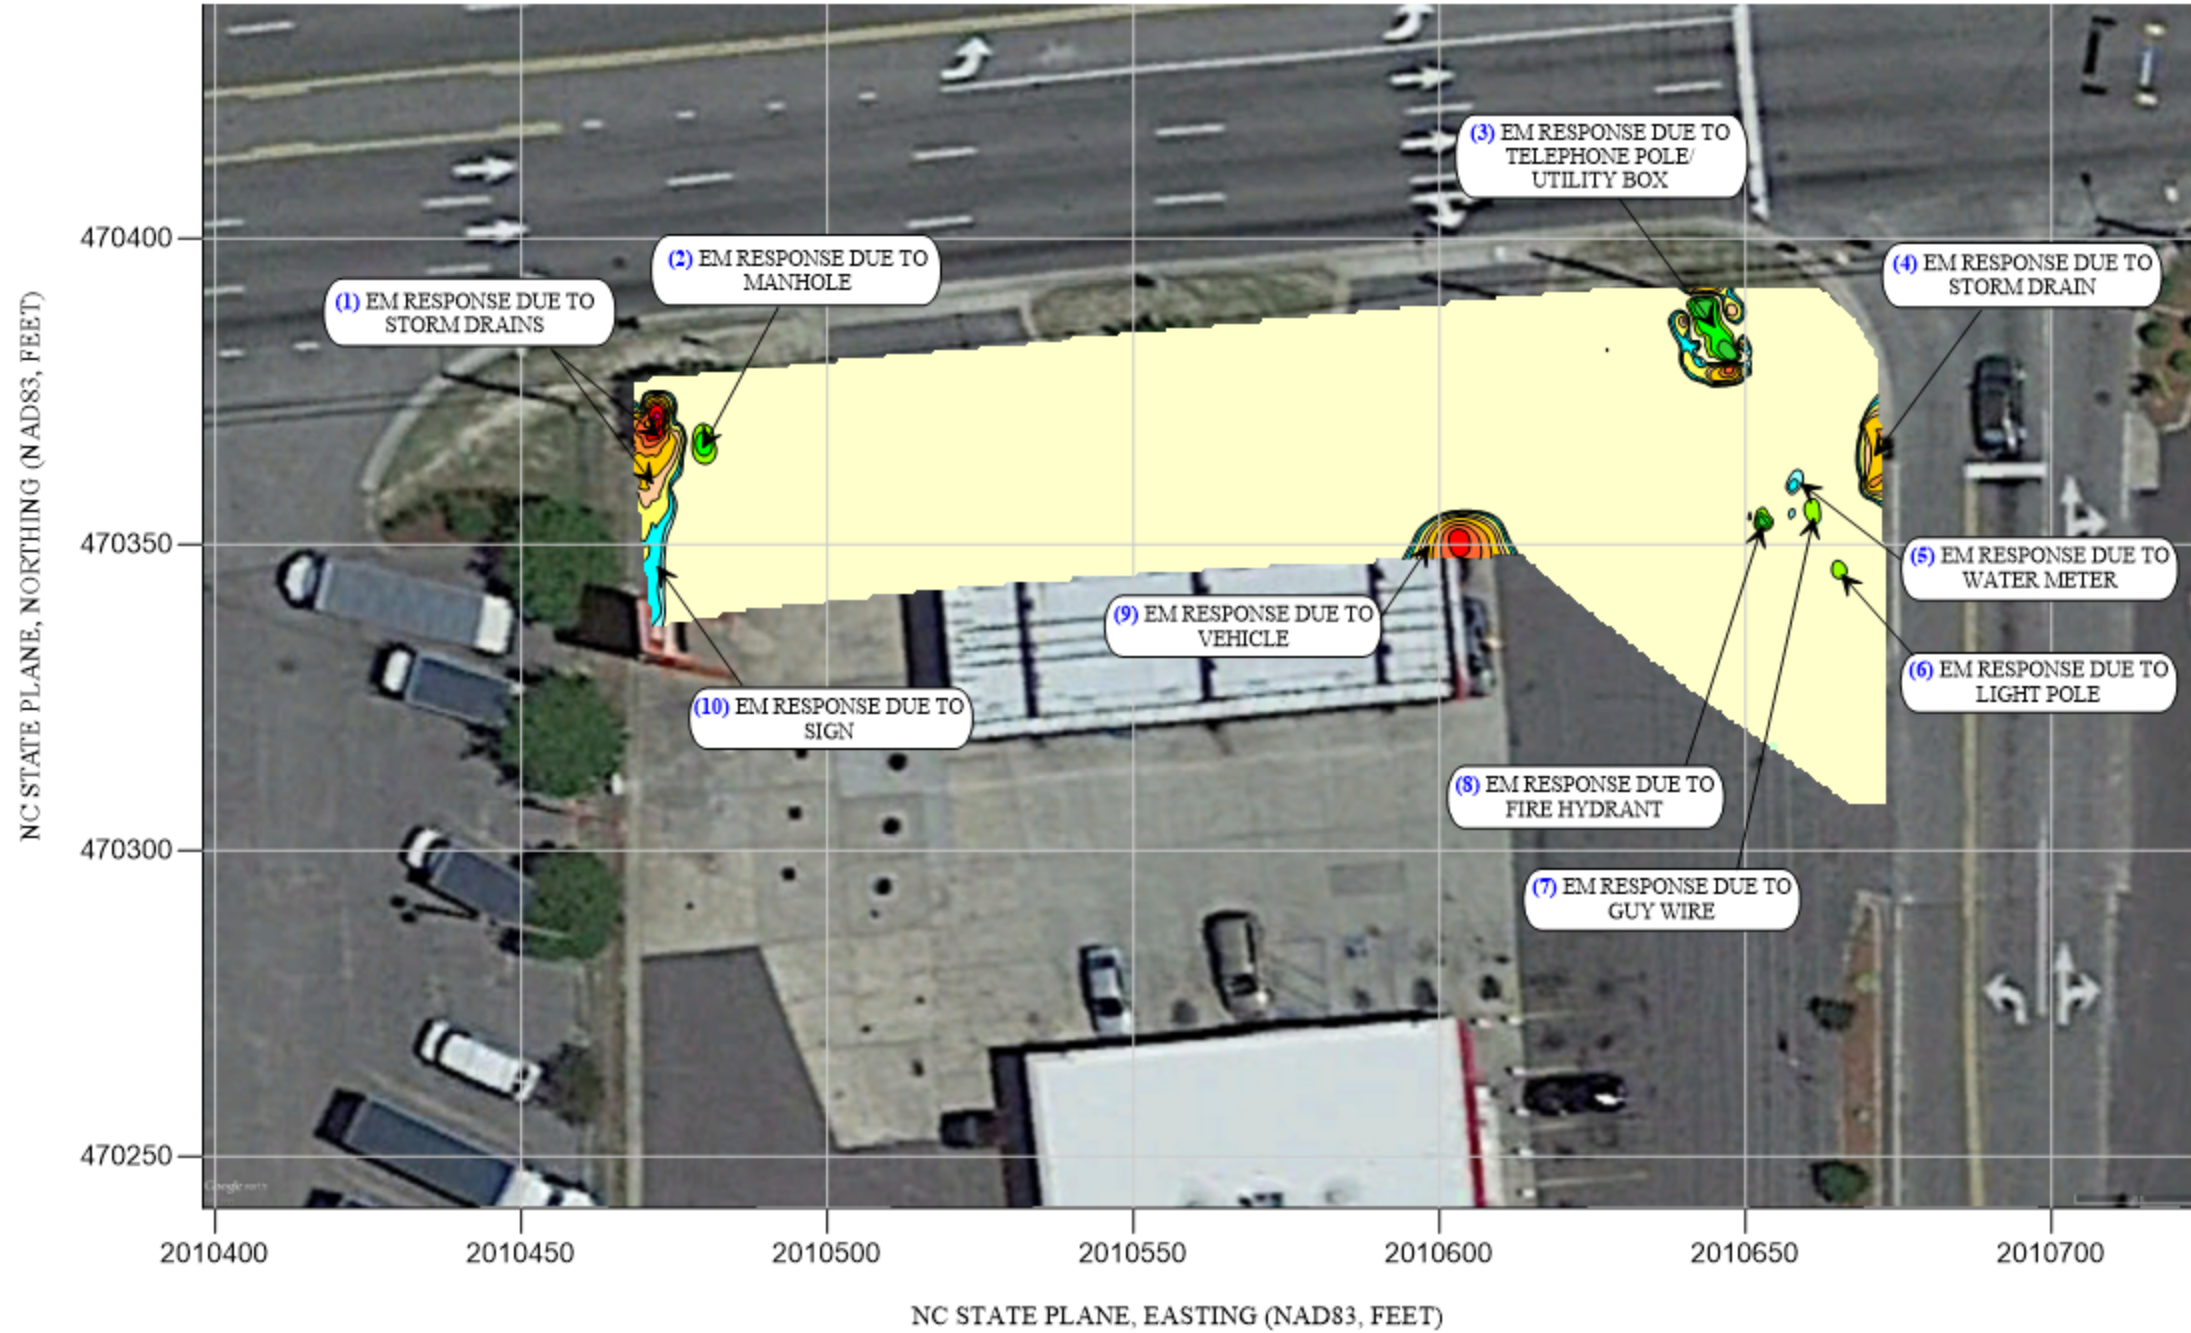 (3) EM RESPONSE DUE TO
TELEPHONE POLE/
UTILITY BOX
470400
(2) EM RESPONSE DUE TO
MANHOLE
(4) EM RESPONSE DUE TO
STORM DRAIN
(1) EM RESPONSE DUE TO
STORM DRAINS
NC STATE PLANE, NORTHING (NAD83, FEET)
470350
(5) EM RESPONSE DUE TO
WATER METER
(9) EM RESPONSE DUE TO
VEHICLE
(6) EM RESPONSE DUE TO
LIGHT POLE
(10) EM RESPONSE DUE TO
SIGN
(8) EM RESPONSE DUE TO
FIRE HYDRANT
470300
(7) EM RESPONSE DUE TO
GUY WIRE
470250
Google earth
2010400
2010450
2010500
2010550
2010600
2010650
2010700
NC STATE PLANE, EASTING (NAD83, FEET)